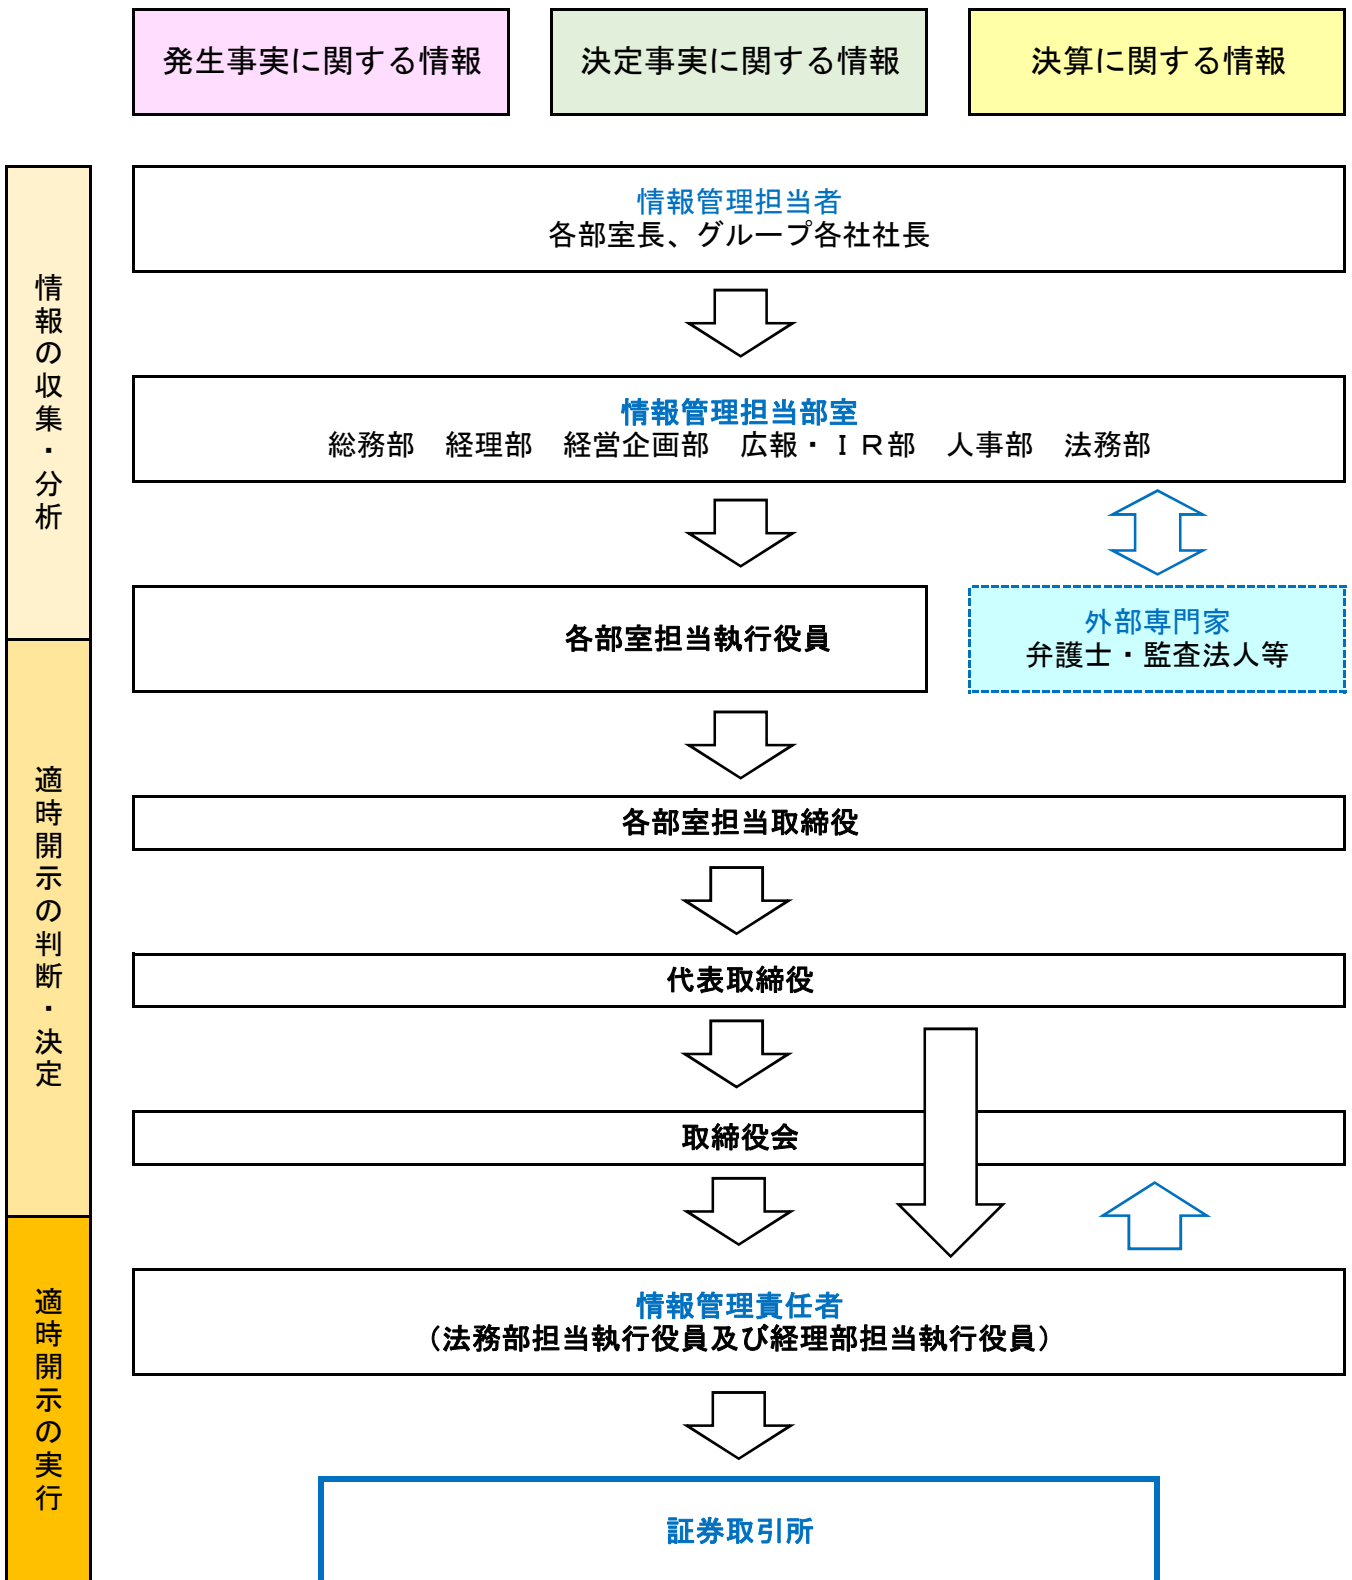 発生事実に関する情報
決定事実に関する情報
決算に関する情報
情報の収集・分析
情報管理担当者
各部室長、グループ各社社長
情報管理担当部室
総務部　経理部　経営企画部　広報・ＩＲ部　人事部　法務部
各部室担当執行役員
外部専門家
弁護士・監査法人等
適時開示の判断・決定
各部室担当取締役
代表取締役
取締役会
適時開示の実行
情報管理責任者
（法務部担当執行役員及び経理部担当執行役員）
証券取引所